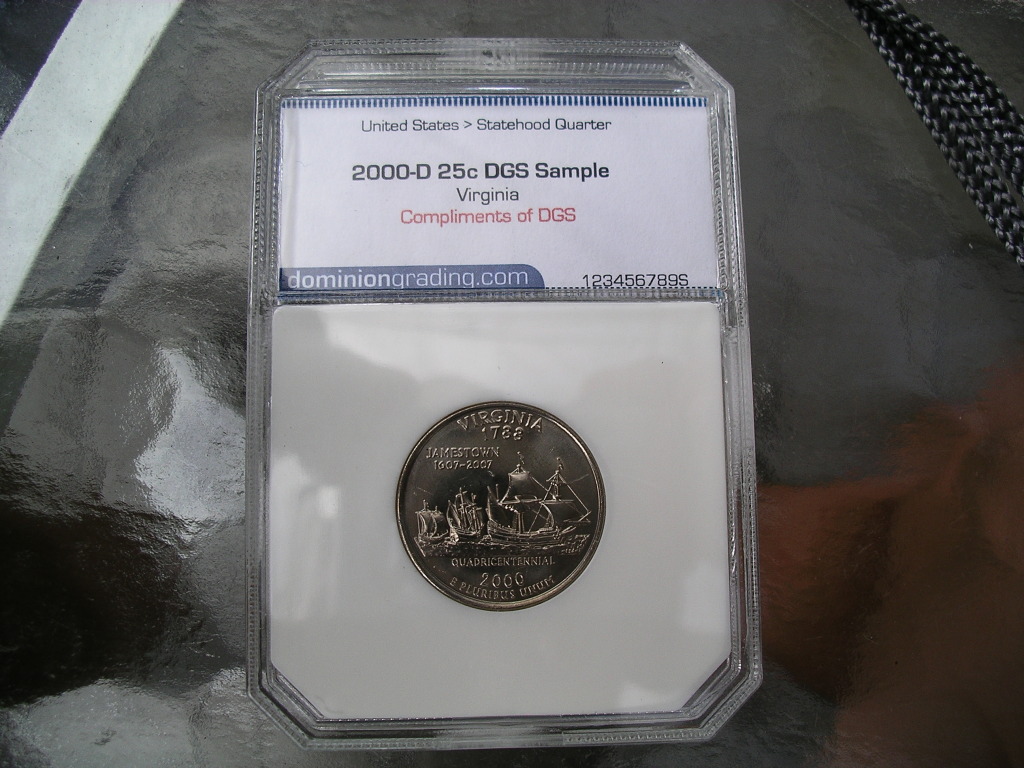 United States > Statehood Quarter
2000-D 25c DGS Sample
Virginia
Compliments of DGS
dominiongrading.com
123456789S
VIRGINIA
1788
JAMESTOWN
1607-2007
QUADRICENTENNIAL
2000
E PLURIBUS UNUM